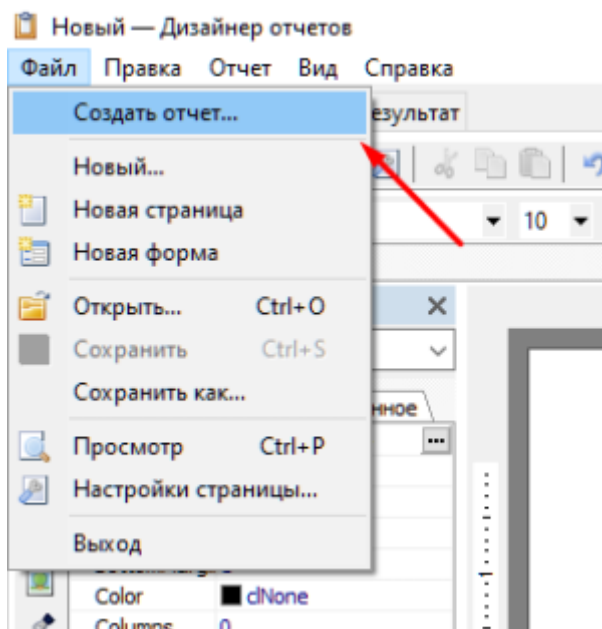 Новый — Дизайнер отчетов
Файл Правка Отчет Вид Справка
Создать отчет...
езультат
Новый...
Новая страница
10
Новая форма
Открыть... Ctrl+O
Сохранить Ctrl+S
Сохранить как...
нное
Просмотр Ctrl+P
Настройки страницы...
Выход
1
Color clNone
Columns 0